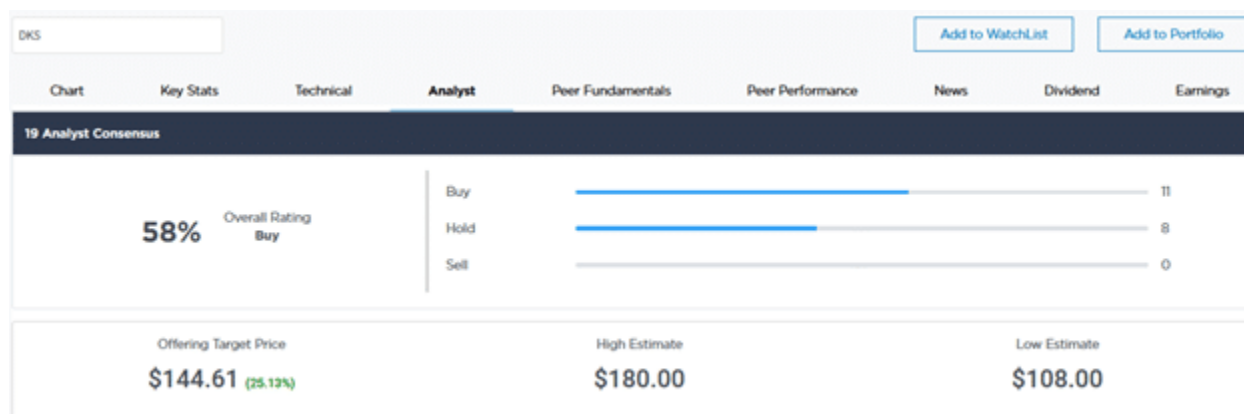 DKS Add to WatchList Add to Portfolio
Chart Key Stats Technical Analyst Peer Fundamentals Peer Performance News Dividend Earnings
19 Analyst Consensus
58%
Overall Rating
Buy
Buy 11
Hold 8
Sell 0
Offering Target Price High Estimate Low Estimate
$144.61 (25.13%) $180.00 $108.00